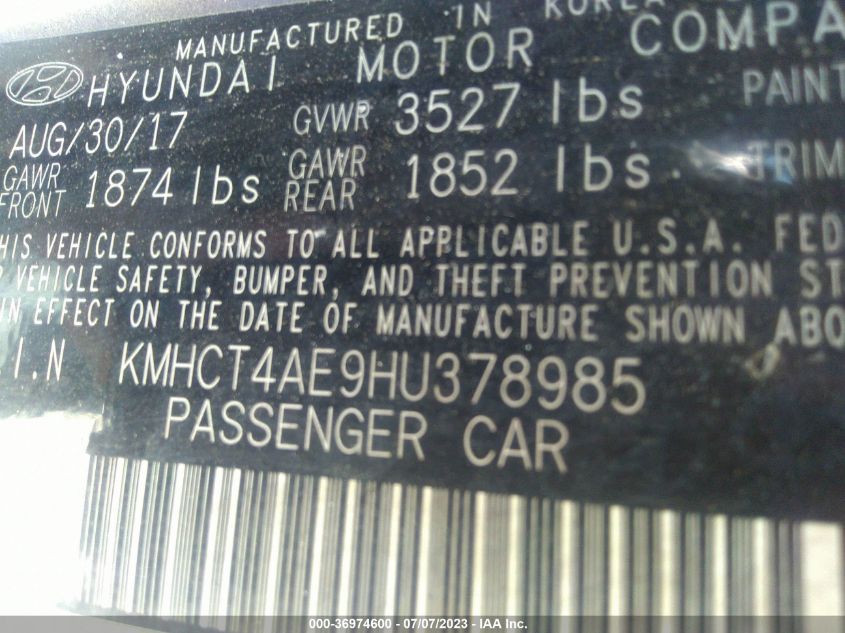 MANUFACTURED IN KOREA
HYUNDAI MOTOR COMPA
AUG/30/17 GVWR 3527 lbs PAINT
GAWR FRONT 1874 lbs GAWR REAR 1852 lbs TRIM
HIS VEHICLE CONFORMS TO ALL APPLICABLE U.S.A. FED
VEHICLE SAFETY, BUMPER, AND THEFT PREVENTION ST
IN EFFECT ON THE DATE OF MANUFACTURE SHOWN ABO
.I.N KMHCT4AE9HU378985
PASSENGER CAR
000-36974600 - 07/07/2023 - IAA Inc.